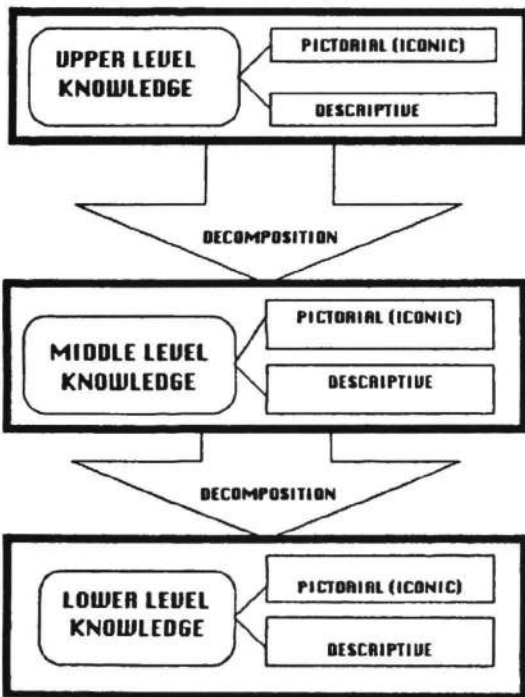 UPPER LEVEL
KNOWLEDGE
PICTORIAL (ICONIC)
DESCRIPTIVE
DECOMPOSITION
MIDDLE LEVEL
KNOWLEDGE
PICTORIAL (ICONIC)
DESCRIPTIVE
DECOMPOSITION
LOWER LEVEL
KNOWLEDGE
PICTORIAL (ICONIC)
DESCRIPTIVE